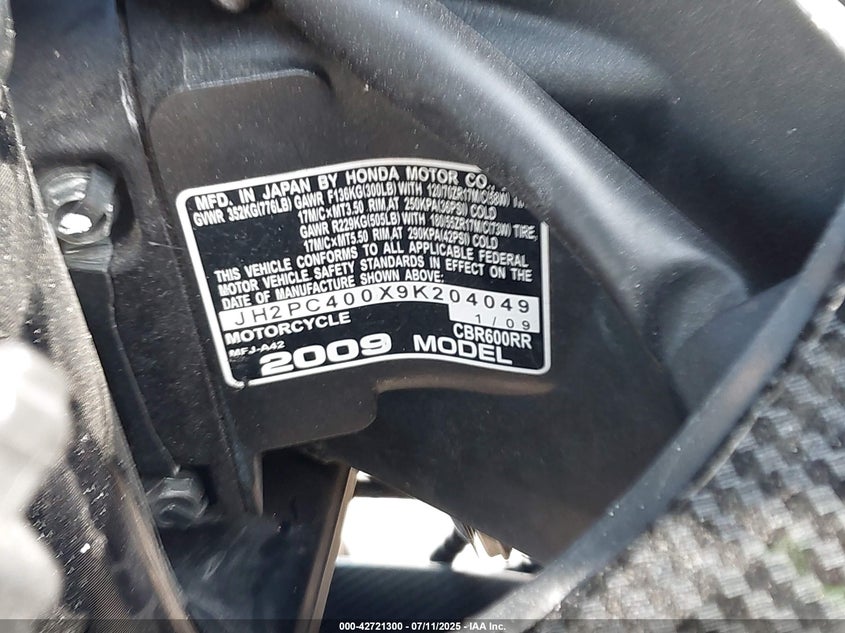 MFD. IN JAPAN BY HONDA MOTOR CO.,
GVWR 352KG(776LB) GAWR F136KG(300LB) WITH 120/70ZR17M/C(58W)
17M/C×MT3.50 RIM.AT 250KPA(36PSI) COLD
GAWR R229KG(505LB) WITH 180/55ZR17M/C(73W) TIRE,
17M/C×MT5.50 RIM.AT 290KPA(42PSI) COLD
THIS VEHICLE CONFORMS TO ALL APPLICABLE FEDERAL
MOTOR VEHICLE SAFETY STANDARDS IN EFFECT ON THE
DATE OF MANUFACTURE SHOWN ABOVE:
JH2PC400X9K204049
1/09
MOTORCYCLE
CBR600RR
MFJ-A42
2009 MODEL
000-42721300 - 07/11/2025 - IAA Inc.